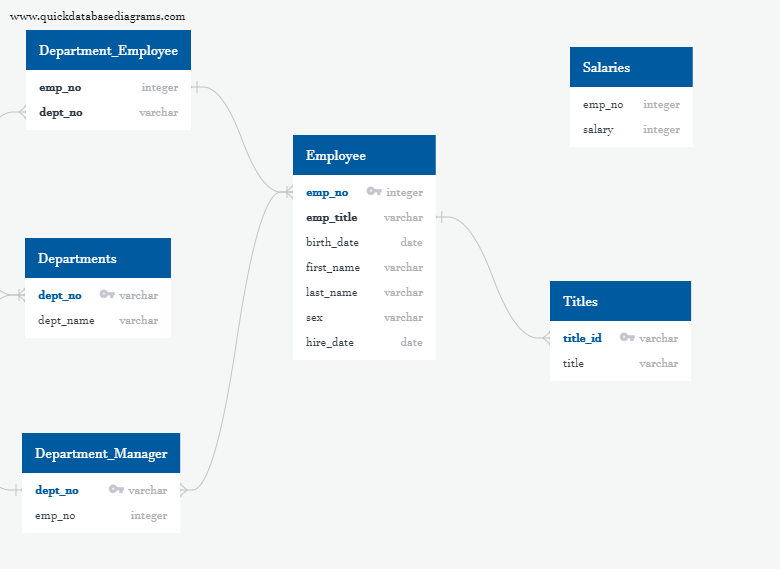 www.quickdatabasediagrams.com
Department_Employee
emp_no integer
dept_no varchar
Salaries
emp_no integer
salary integer
Employee
emp_no integer
emp_title varchar
birth_date date
first_name varchar
last_name varchar
sex varchar
hire_date date
Departments
dept_no varchar
dept_name varchar
Titles
title_id varchar
title varchar
Department_Manager
dept_no varchar
emp_no integer